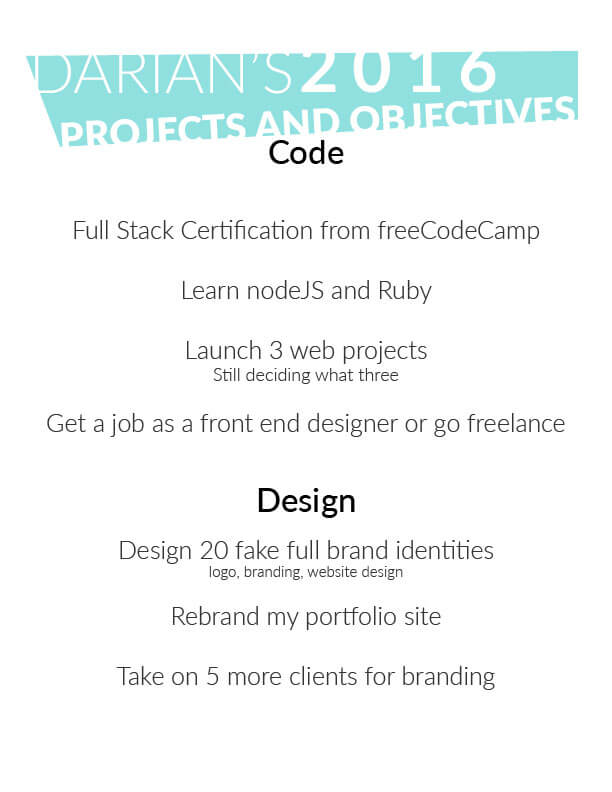 DARIAN'S 2016
PROJECTS AND OBJECTIVES
Code
Full Stack Certification from freeCodeCamp
Learn nodeJS and Ruby
Launch 3 web projects
Still deciding what three
Get a job as a front end designer or go freelance
Design
Design 20 fake full brand identities
logo, branding, website design
Rebrand my portfolio site
Take on 5 more clients for branding